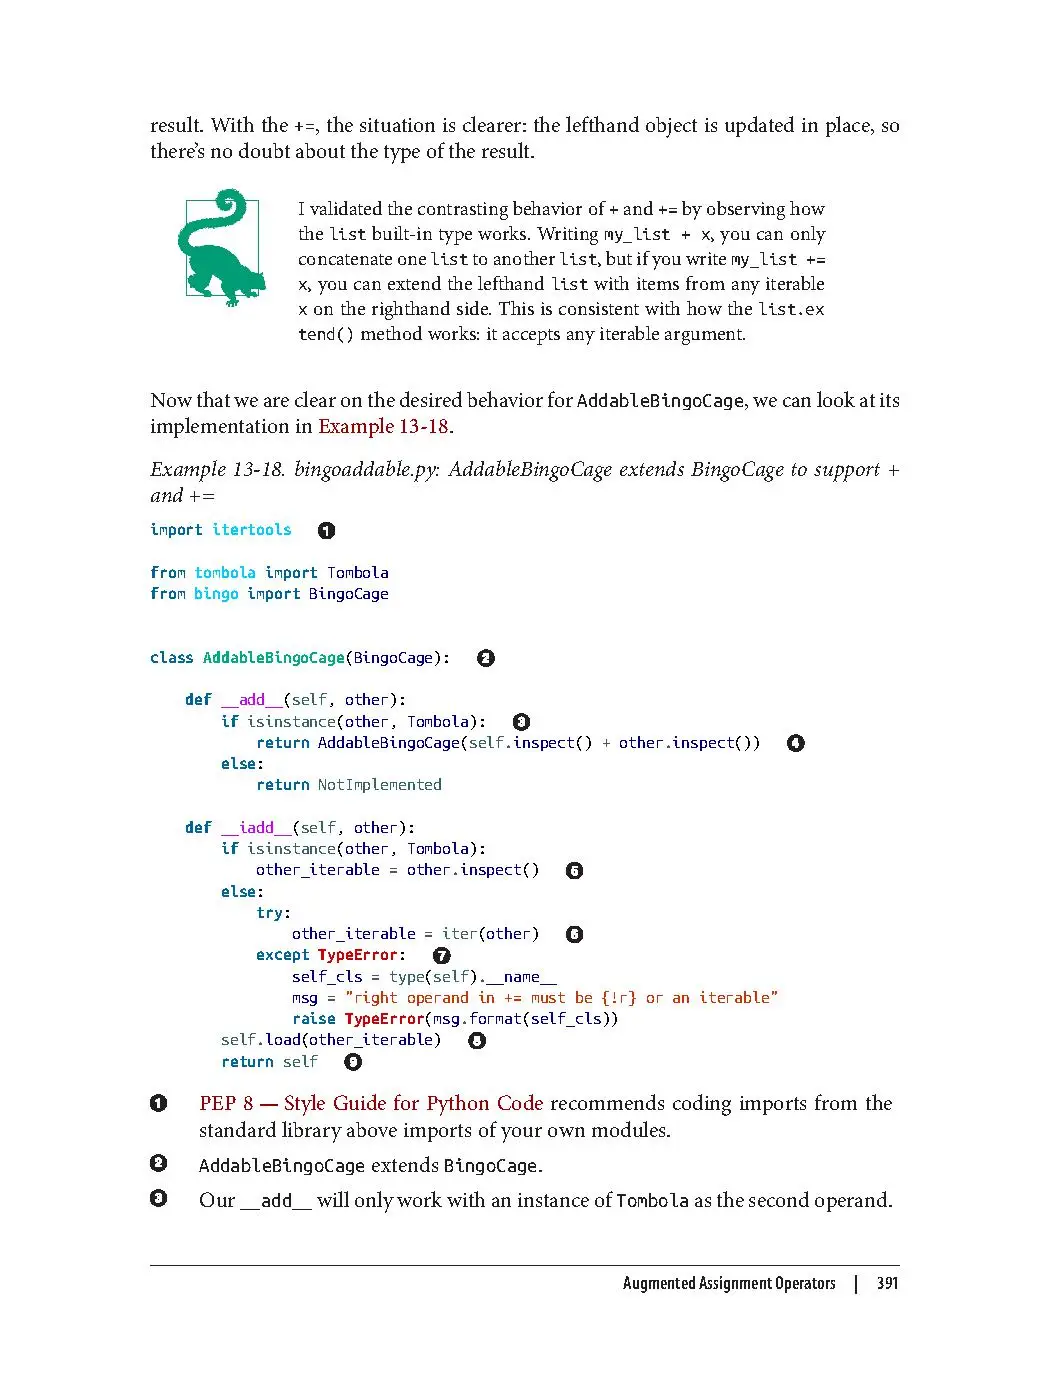 result. With the +=, the situation is clearer: the lefthand object is updated in place, so
there's no doubt about the type of the result.
I validated the contrasting behavior of + and += by observing how
the list built-in type works. Writing my_list + x, you can only
concatenate one list to another list, but if you write my_list +=
x, you can extend the lefthand list with items from any iterable
x on the righthand side. This is consistent with how the list.ex
tend() method works: it accepts any iterable argument.
Now that we are clear on the desired behavior for AddableBingoCage, we can look at its
implementation in Example 13-18.
Example 13-18. bingoaddable.py: AddableBingoCage extends BingoCage to support +
and +=
import itertools ❶
from tombola import Tombola
from bingo import BingoCage
class AddableBingoCage(BingoCage): ❷
def __add__(self, other):
if isinstance(other, Tombola): ❸
return AddableBingoCage(self.inspect() + other.inspect()) ❹
else:
return NotImplemented
def __iadd__(self, other):
if isinstance(other, Tombola):
other_iterable = other.inspect() ❺
else:
try:
other_iterable = iter(other) ❻
except TypeError: ❼
self_cls = type(self).__name__
msg = "right operand in += must be {!r} or an iterable"
raise TypeError(msg.format(self_cls))
self.load(other_iterable) ❽
return self ❾
❶ PEP 8 — Style Guide for Python Code recommends coding imports from the
standard library above imports of your own modules.
❷ AddableBingoCage extends BingoCage.
❸ Our __add__ will only work with an instance of Tombola as the second operand.
Augmented Assignment Operators | 391